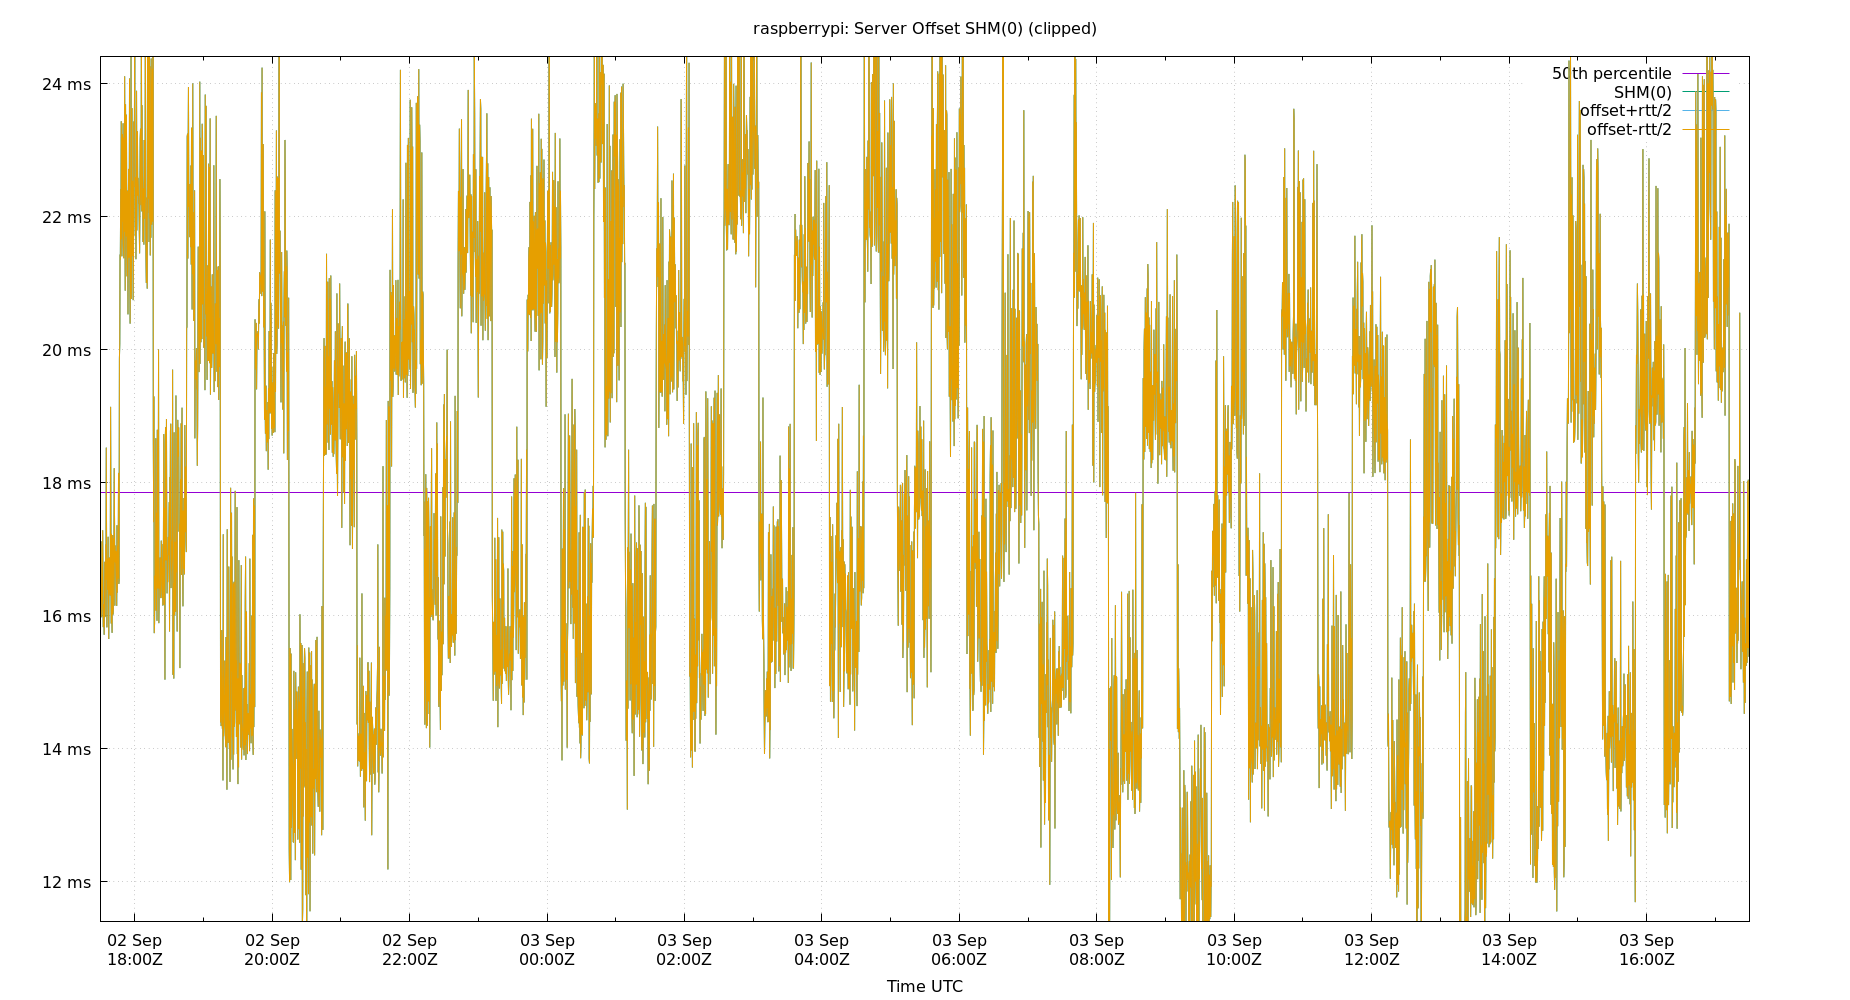 raspberrypi: Server Offset SHM(0) (clipped)
50th percentile
SHM(0)
offset+rtt/2
offset-rtt/2
24 ms
22 ms
20 ms
18 ms
16 ms
14 ms
12 ms
02 Sep 02 Sep 02 Sep 03 Sep 03 Sep 03 Sep 03 Sep 03 Sep 03 Sep 03 Sep 03 Sep 03 Sep
18:00Z 20:00Z 22:00Z 00:00Z 02:00Z 04:00Z 06:00Z 08:00Z 10:00Z 12:00Z 14:00Z 16:00Z
Time UTC